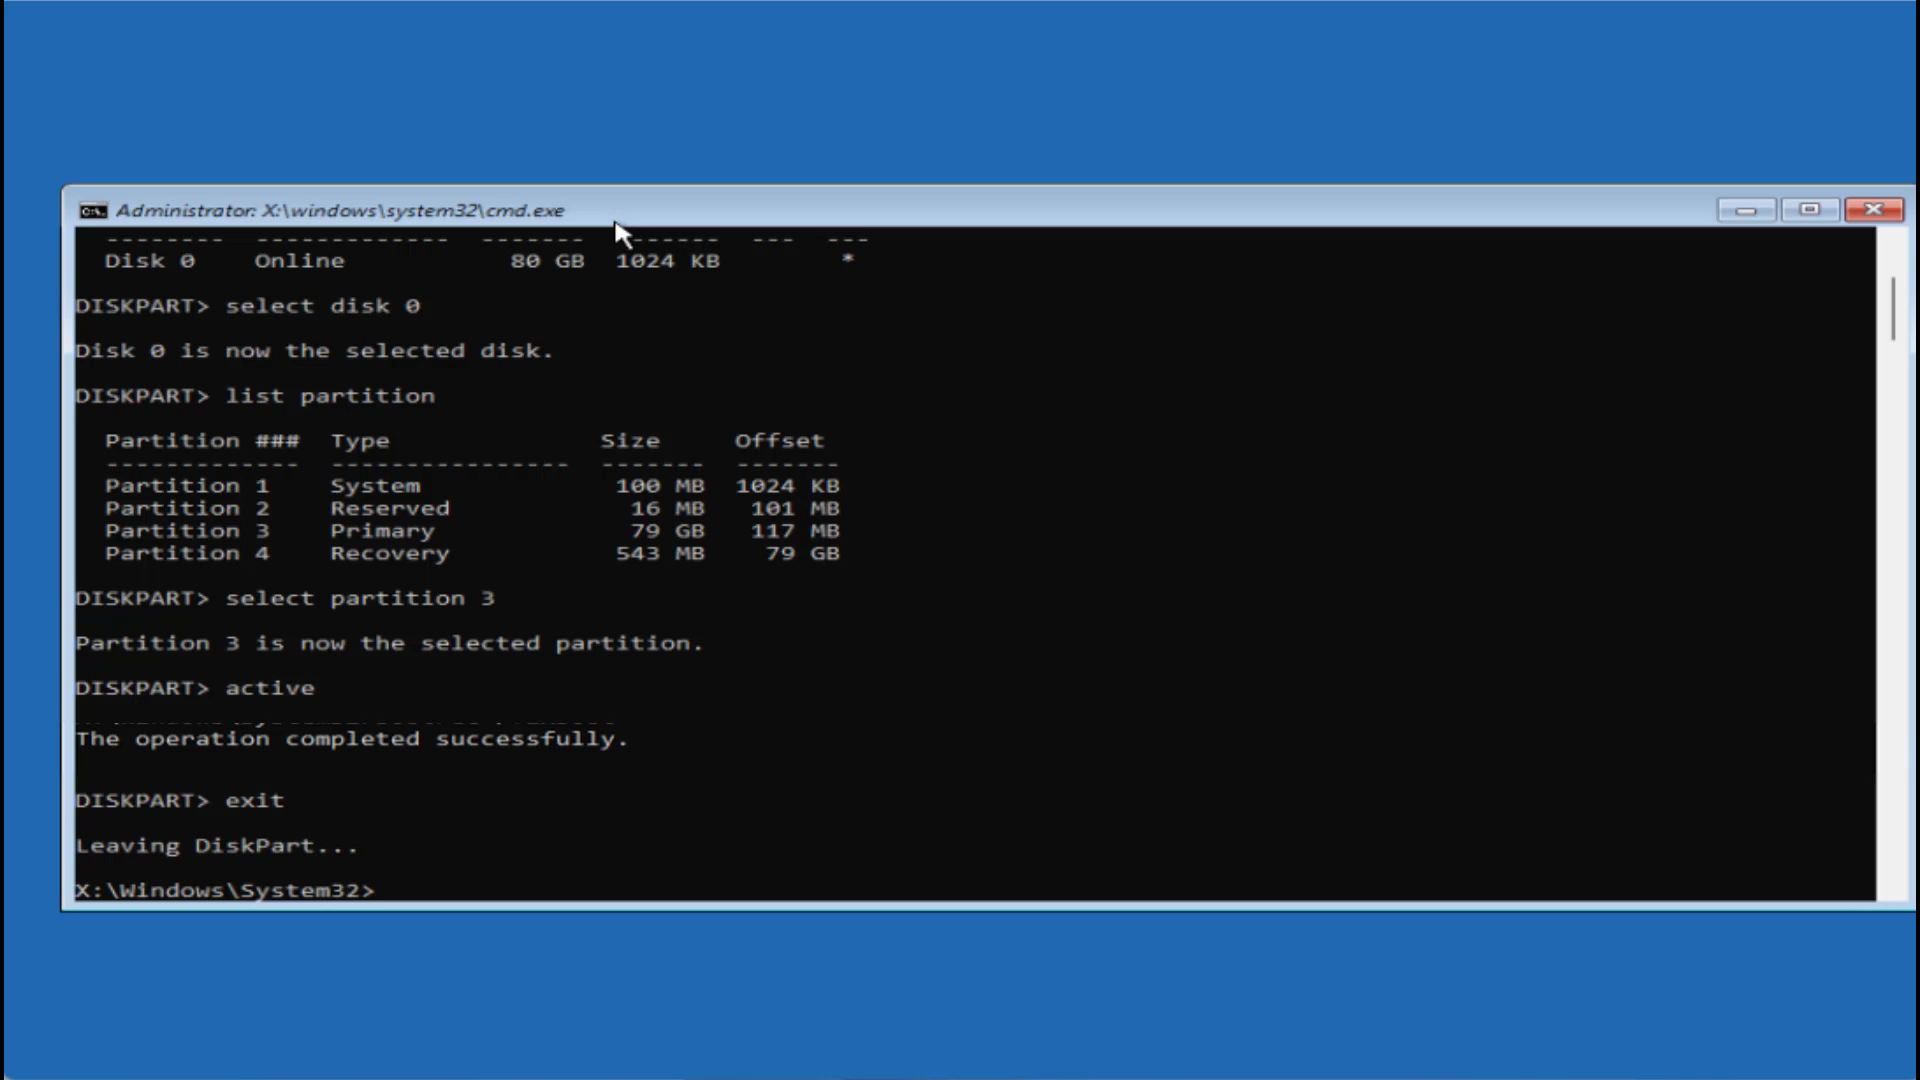 Administrator: X:\windows\system32\cmd.exe
-------- ------------- ------- ------- --- ---
Disk 0 Online 80 GB 1024 KB *
DISKPART> select disk 0
Disk 0 is now the selected disk.
DISKPART> list partition
Partition ### Type Size Offset
------------- ----------------- ------- -------
Partition 1 System 100 MB 1024 KB
Partition 2 Reserved 16 MB 101 MB
Partition 3 Primary 79 GB 117 MB
Partition 4 Recovery 543 MB 79 GB
DISKPART> select partition 3
Partition 3 is now the selected partition.
DISKPART> active
The operation completed successfully.
DISKPART> exit
Leaving DiskPart...
X:\Windows\System32>